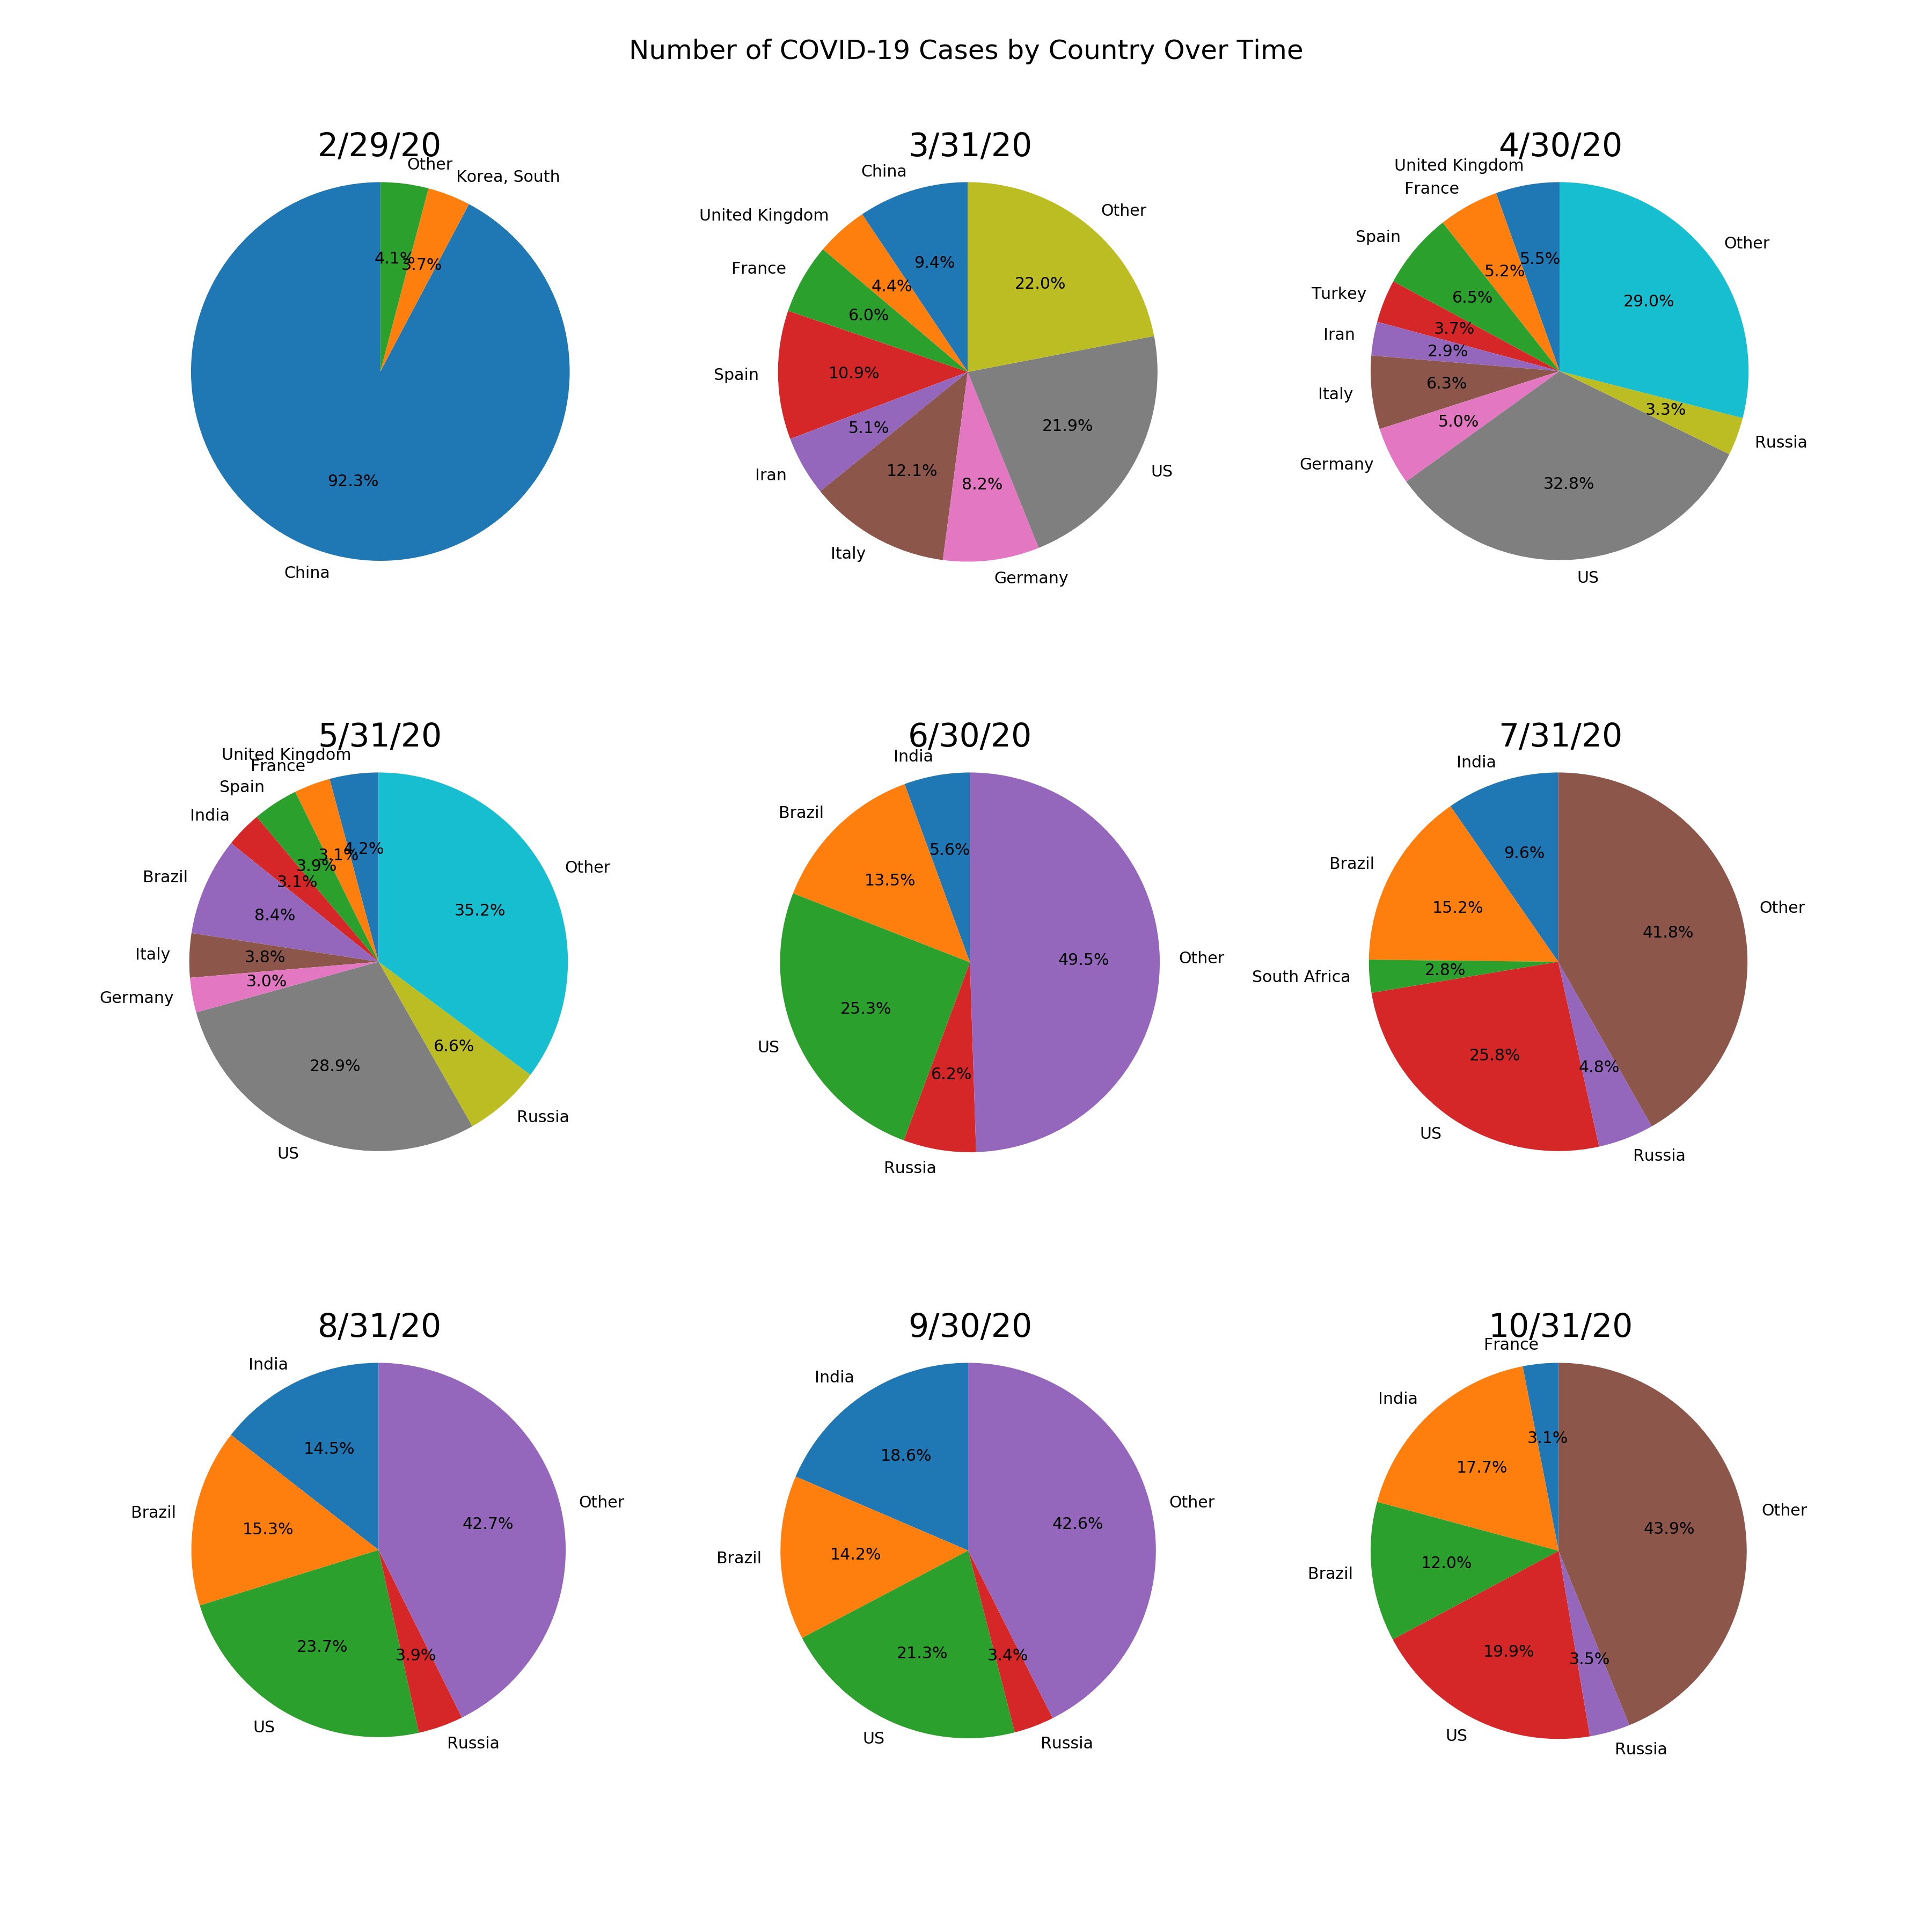 Number of COVID-19 Cases by Country Over Time
2/29/20
Other
Korea, South
4.1%
3.7%
92.3%
China
3/31/20
China
United Kingdom
Other
France
9.4%
4.4%
22.0%
6.0%
Spain
10.9%
5.1%
21.9%
Iran
12.1%
8.2%
US
Italy
Germany
4/30/20
United Kingdom
France
Spain
Other
5.5%
5.2%
Turkey
6.5%
29.0%
Iran
3.7%
2.9%
Italy
6.3%
3.3%
5.0%
Russia
Germany
32.8%
US
5/31/20
United Kingdom
France
Spain
India
4.2%
3.1%
3.9%
3.1%
Other
Brazil
8.4%
35.2%
Italy
3.8%
3.0%
Germany
6.6%
28.9%
Russia
US
6/30/20
India
Brazil
5.6%
13.5%
Other
49.5%
25.3%
US
6.2%
Russia
7/31/20
India
9.6%
Brazil
15.2%
Other
41.8%
South Africa
2.8%
25.8%
4.8%
US
Russia
8/31/20
India
14.5%
Brazil
15.3%
Other
42.7%
23.7%
3.9%
US
Russia
9/30/20
India
18.6%
Other
42.6%
Brazil
14.2%
21.3%
3.4%
US
Russia
10/31/20
France
India
3.1%
17.7%
Other
43.9%
Brazil
12.0%
19.9%
3.5%
US
Russia